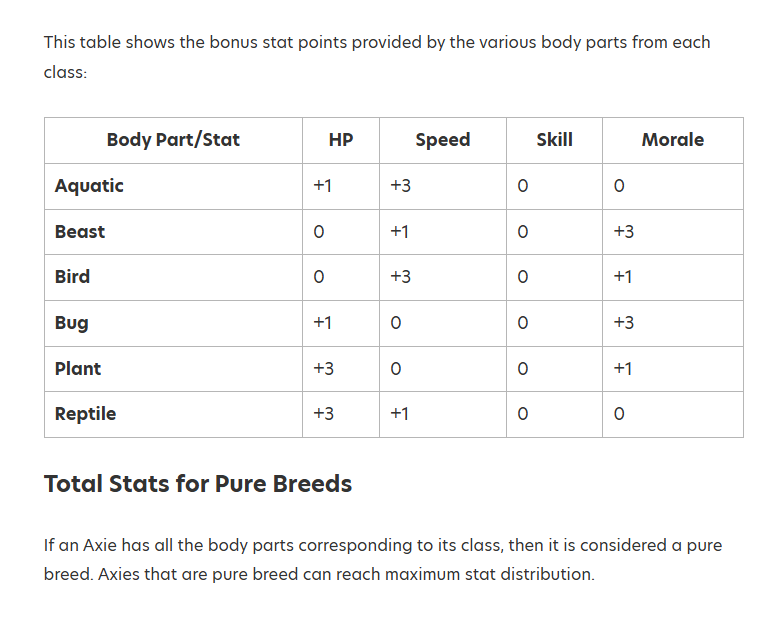 This table shows the bonus stat points provided by the various body parts from each
class:
Body Part/Stat HP Speed Skill Morale
Aquatic +1 +3 0 0
Beast 0 +1 0 +3
Bird 0 +3 0 +1
Bug +1 0 0 +3
Plant +3 0 0 +1
Reptile +3 +1 0 0
Total Stats for Pure Breeds
If an Axie has all the body parts corresponding to its class, then it is considered a pure
breed. Axies that are pure breed can reach maximum stat distribution.